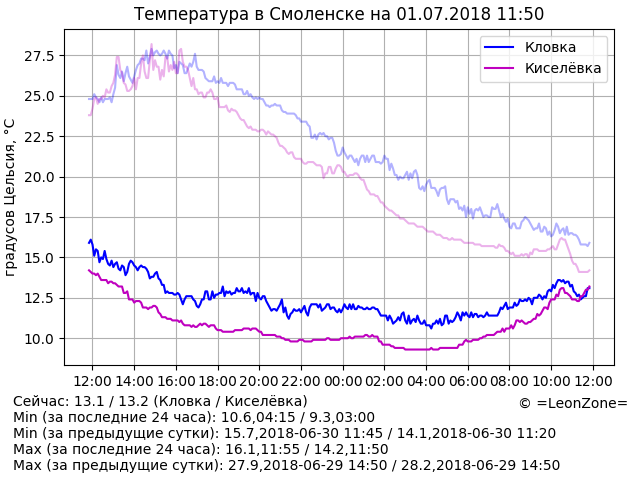 Температура в Смоленске на 01.07.2018 11:50
Кловка
Киселёвка
градусов Цельсия, °C
27.5
25.0
22.5
20.0
17.5
15.0
12.5
10.0
12:00 14:00 16:00 18:00 20:00 22:00 00:00 02:00 04:00 06:00 08:00 10:00 12:00
© =LeonZone=
Сейчас: 13.1 / 13.2 (Кловка / Киселёвка)
Min (за последние 24 часа): 10.6,04:15 / 9.3,03:00
Min (за предыдущие сутки): 15.7,2018-06-30 11:45 / 14.1,2018-06-30 11:20
Max (за последние 24 часа): 16.1,11:55 / 14.2,11:50
Max (за предыдущие сутки): 27.9,2018-06-29 14:50 / 28.2,2018-06-29 14:50